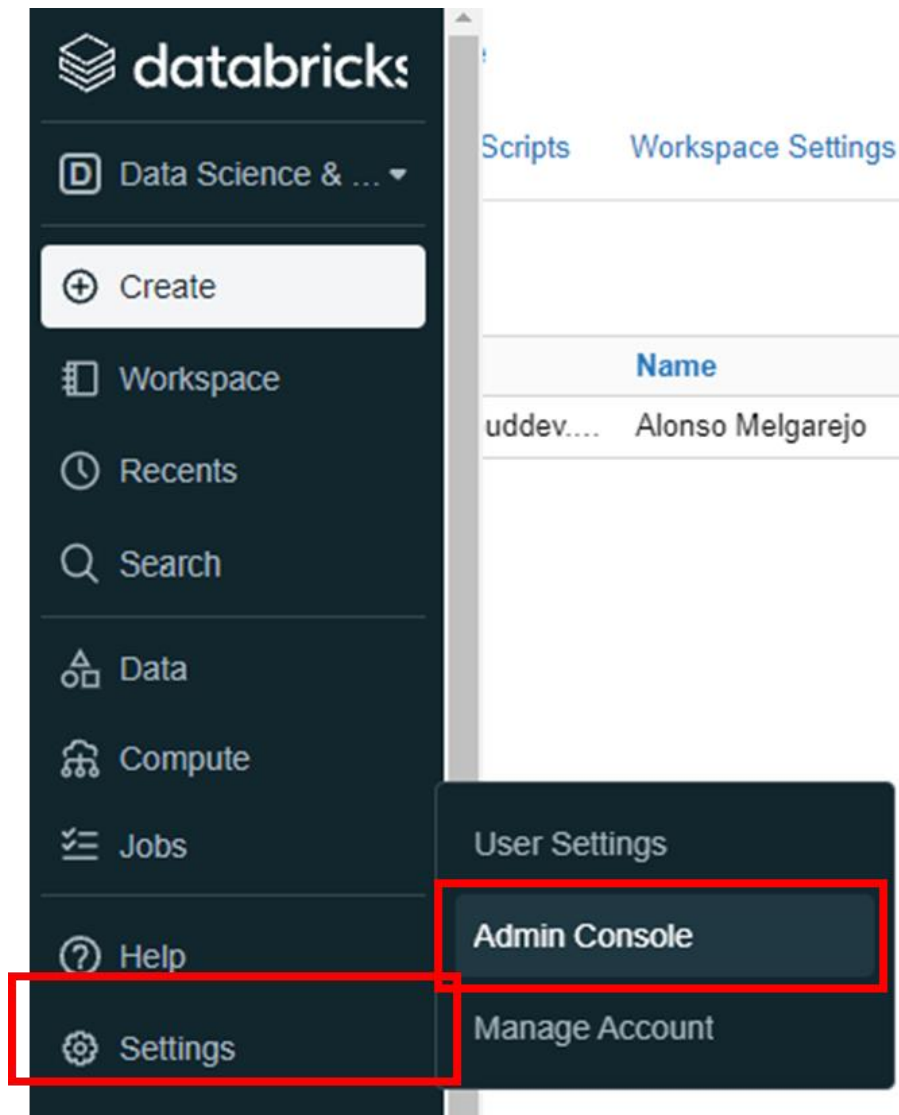 databricks
Data Science & ...
Create
Workspace
Recents
Search
Data
Compute
Jobs
Help
Settings
Scripts Workspace Settings
Name
uddev.... Alonso Melgarejo
User Settings
Admin Console
Manage Account